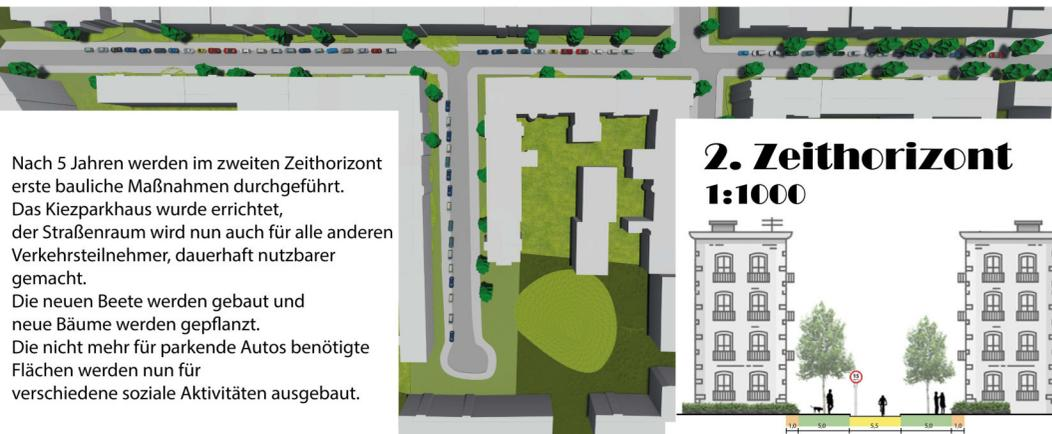 Nach 5 Jahren werden im zweiten Zeithorizont
erste bauliche Maßnahmen durchgeführt.
Das Kiezparkhaus wurde errichtet,
der Straßenraum wird nun auch für alle anderen
Verkehrsteilnehmer, dauerhaft nutzbarer
gemacht.
Die neuen Beete werden gebaut und
neue Bäume werden gepflanzt.
Die nicht mehr für parkende Autos benötigte
Flächen werden nun für
verschiedene soziale Aktivitäten ausgebaut.
2. Zeithorizont
1:1000
15
1,0 5,0 5,5 5,0 1,0